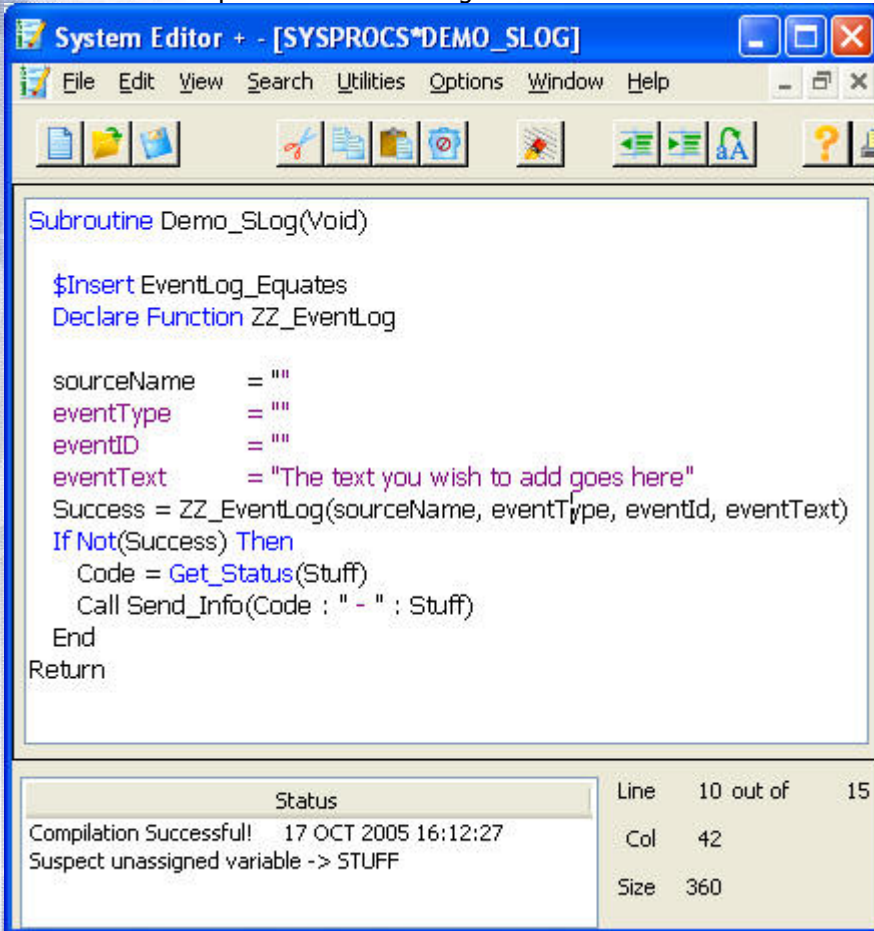 System Editor + - [SYSPROCS*DEMO_SLOG]
File Edit View Search Utilities Options Window Help
Subroutine Demo_SLog(Void)
$Insert EventLog_Equates
Declare Function ZZ_EventLog
sourceName = ""
eventType = ""
eventID = ""
eventText = "The text you wish to add goes here"
Success = ZZ_EventLog(sourceName, eventType, eventId, eventText)
If Not(Success) Then
Code = Get_Status(Stuff)
Call Send_Info(Code : " - " : Stuff)
End
Return
Status
Compilation Successful! 17 OCT 2005 16:12:27
Suspect unassigned variable -> STUFF
Line 10 out of 15
Col 42
Size 360